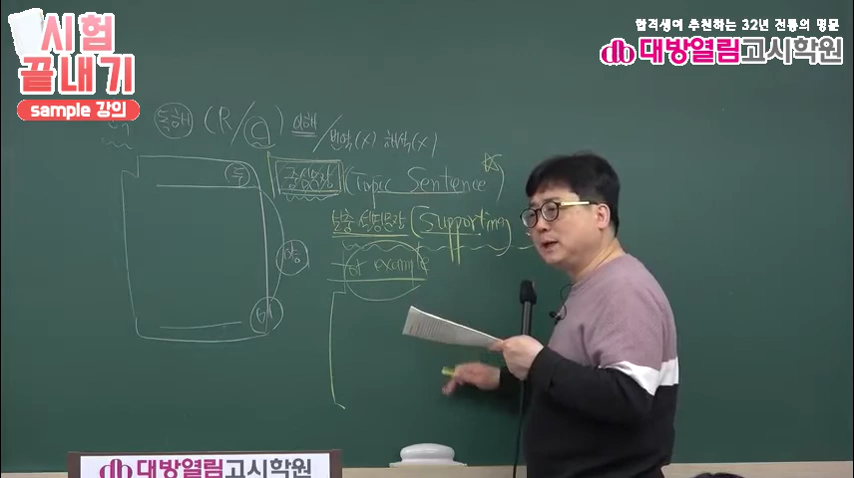 시험
끝내기
sample 강의
합격생이 추천하는 32년 전통의 명문
대방열림고시학원
독해 (R/C) 이해 / 번역(x) 해석(x)
중심문장 (Topic Sentence)
보충 설명문장 (Supporting)
for example
두
대방열림고시학원